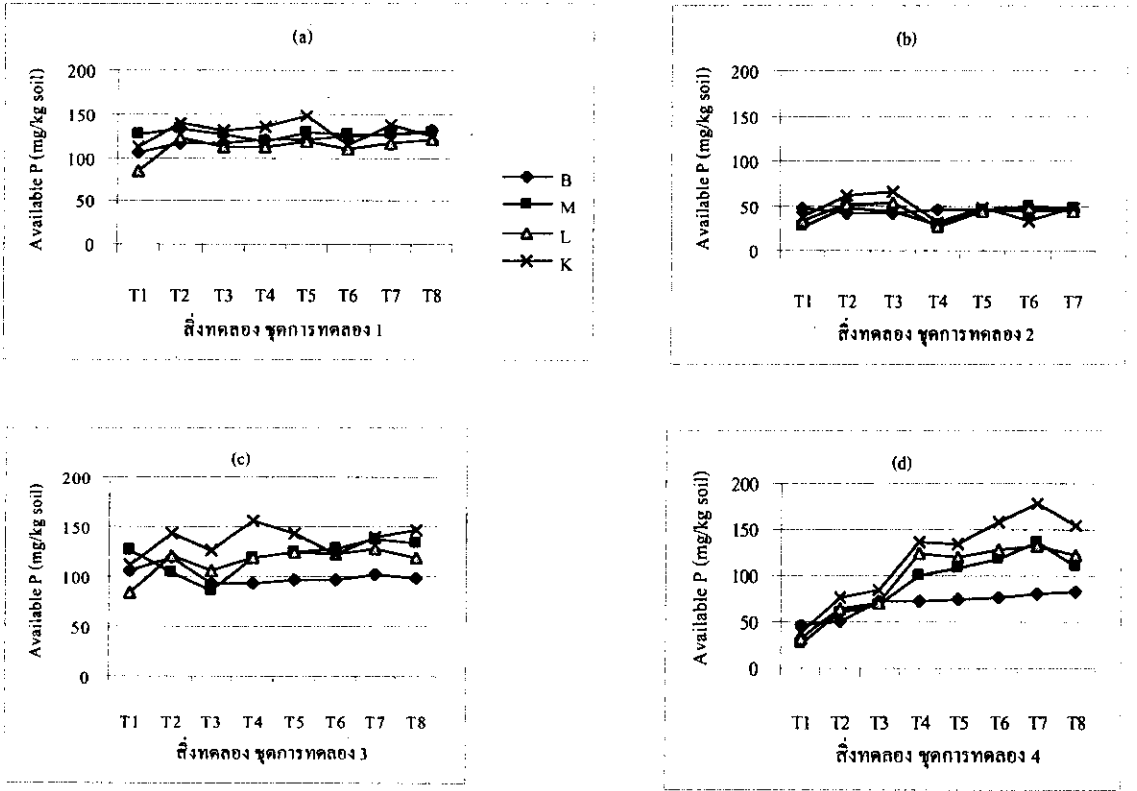 (a)
Available P (mg/kg soil)
200
150
100
50
0
T1 T2 T3 T4 T5 T6 T7 T8
สิ่งทดลอง ชุดการทดลอง 1
B
M
L
K
(b)
Available P (mg/kg soil)
200
150
100
50
0
T1 T2 T3 T4 T5 T6 T7
สิ่งทดลอง ชุดการทดลอง 2
(c)
Available P (mg/kg soil)
200
150
100
50
0
T1 T2 T3 T4 T5 T6 T7 T8
สิ่งทดลอง ชุดการทดลอง 3
(d)
Available P (mg/kg soil)
200
150
100
50
0
T1 T2 T3 T4 T5 T6 T7 T8
สิ่งทดลอง ชุดการทดลอง 4